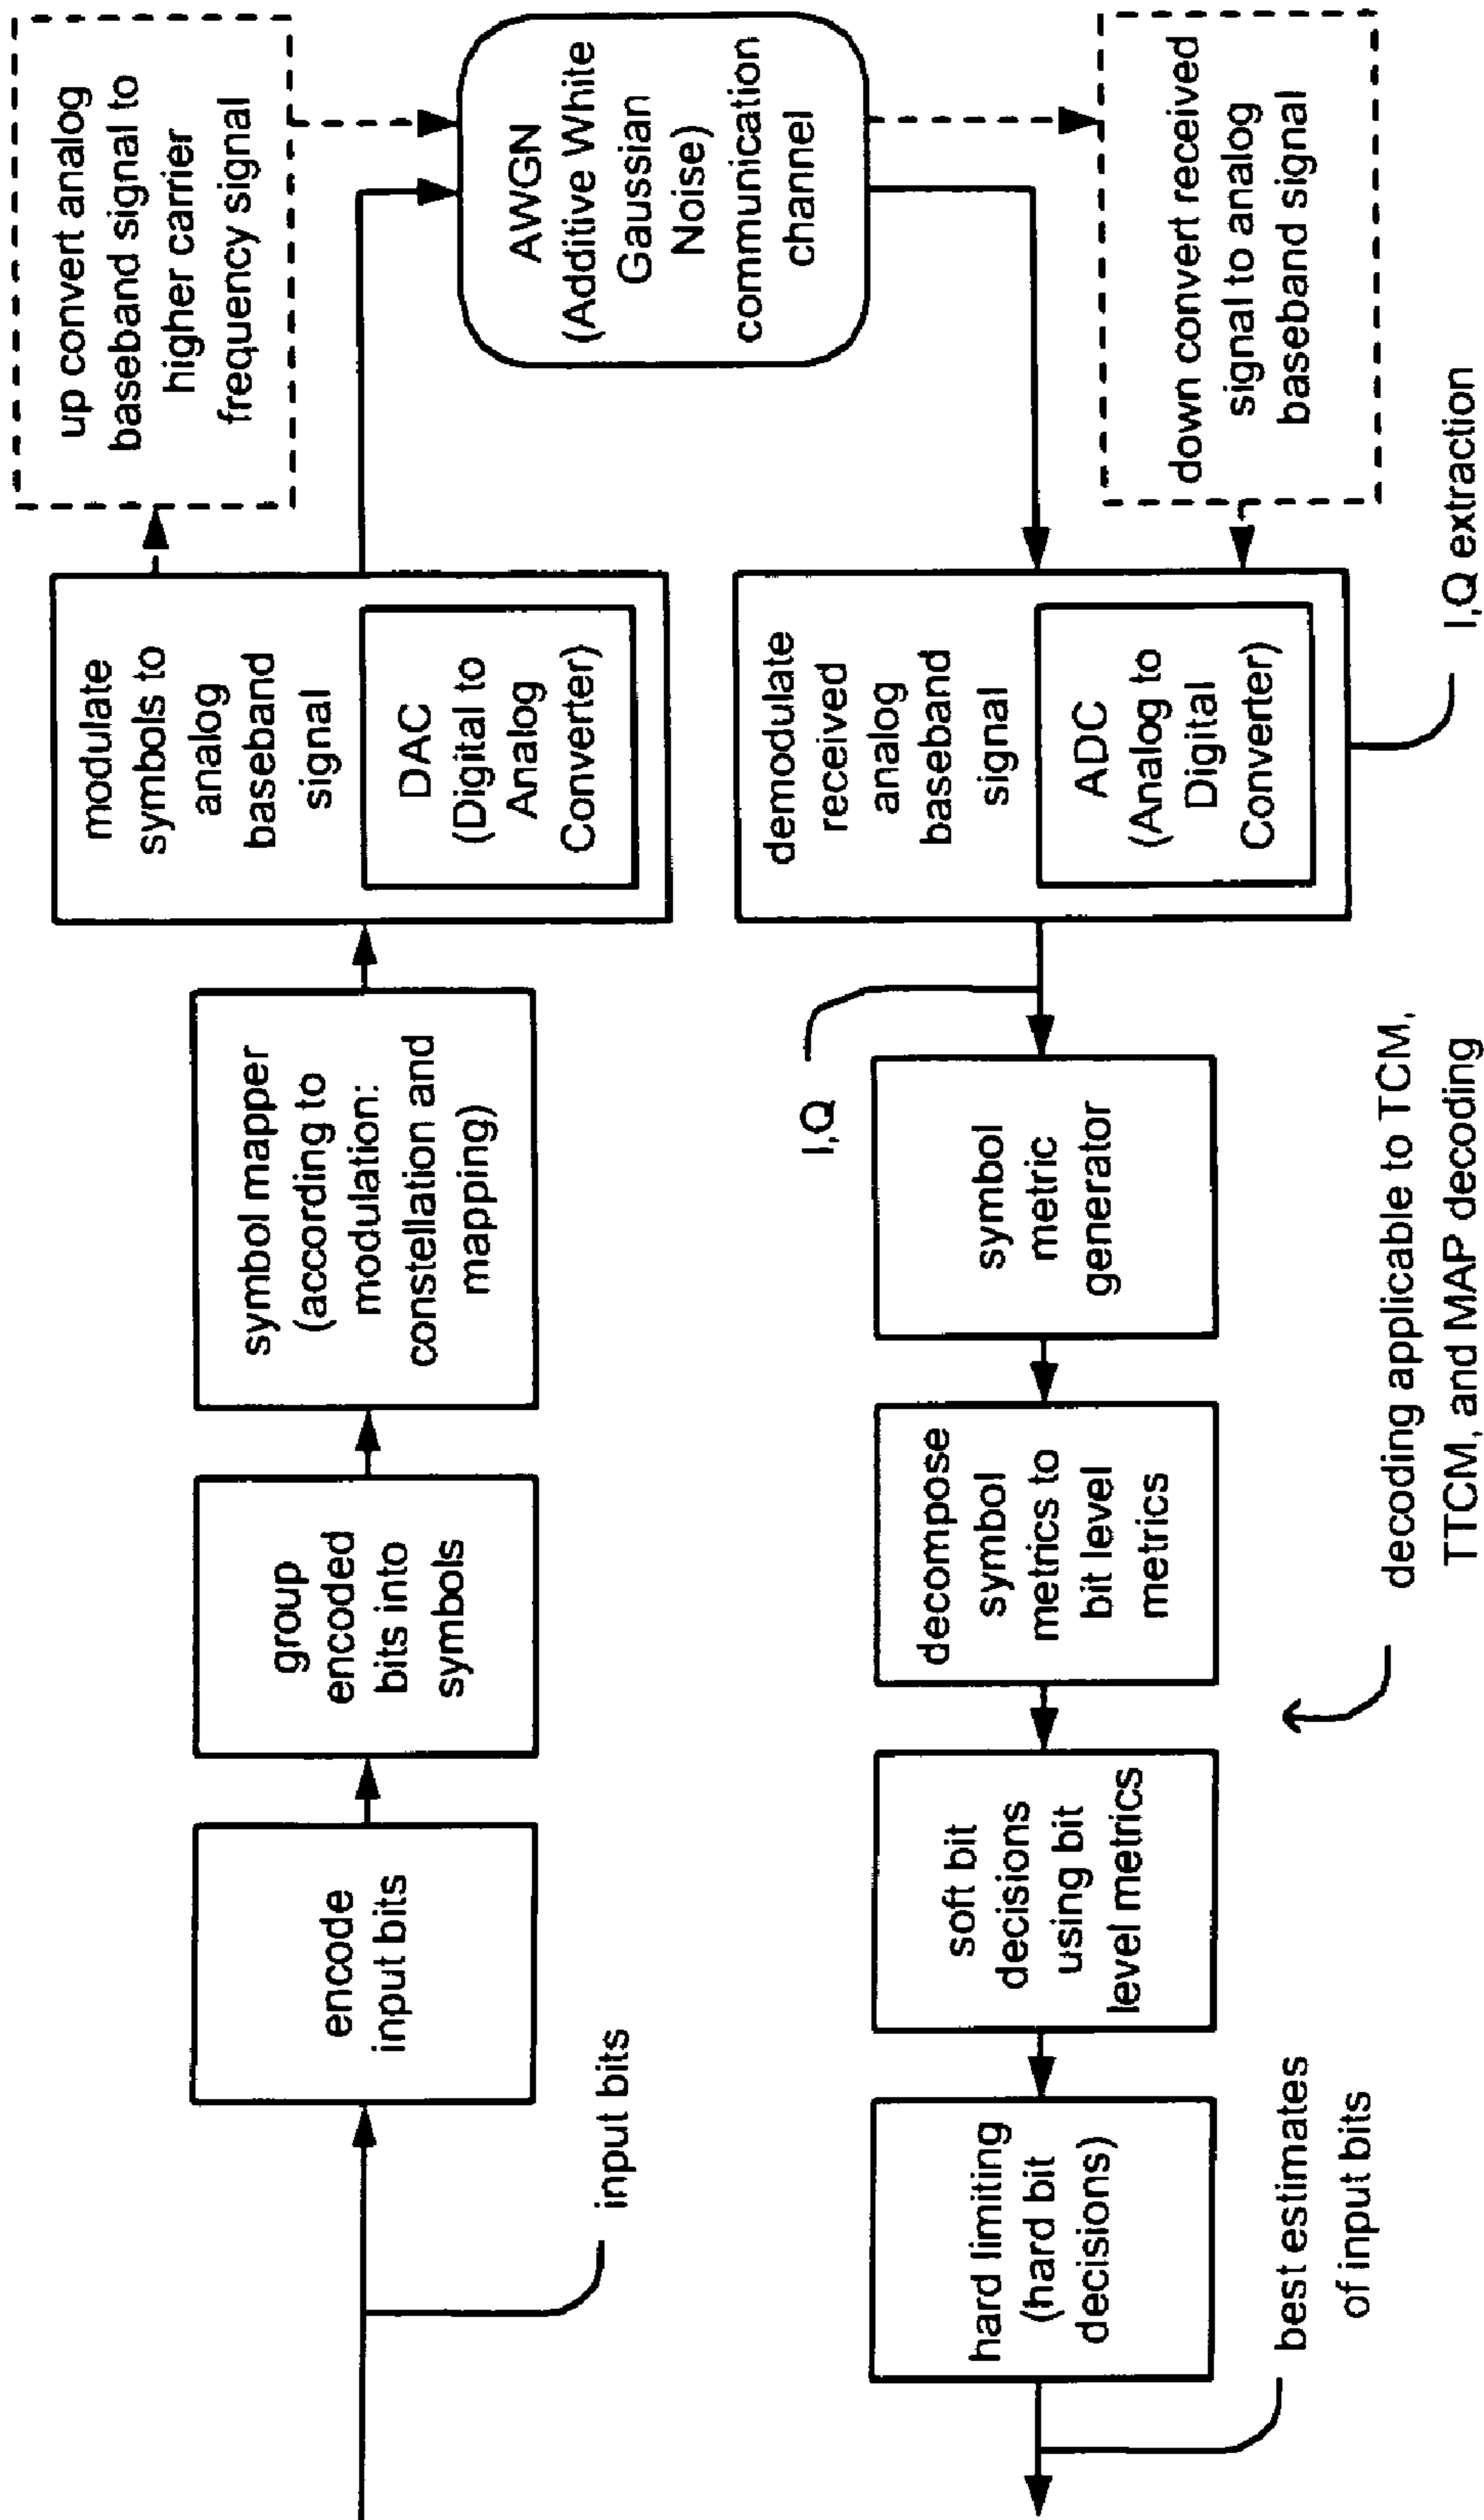 input bits
encode
input bits
group
encoded
bits into
symbols
symbol mapper
(according to
modulation:
constellation and
mapping)
modulate
symbols to
analog
baseband
signal
DAC
(Digital to
Analog
Converter)
up convert analog
baseband signal to
higher carrier
frequency signal
AWGN
(Additive White
Gaussian
Noise)
communication
channel
down convert received
signal to analog
baseband signal
demodulate
received
analog
baseband
signal
ADC
(Analog to
Digital
Converter)
I,Q extraction
I,Q
symbol
metric
generator
decompose
symbol
metrics to
bit level
metrics
soft bit
decisions
using bit
level metrics
hard limiting
(hard bit
decisions)
best estimates
of input bits
decoding applicable to TCM,
TTCM, and MAP decoding